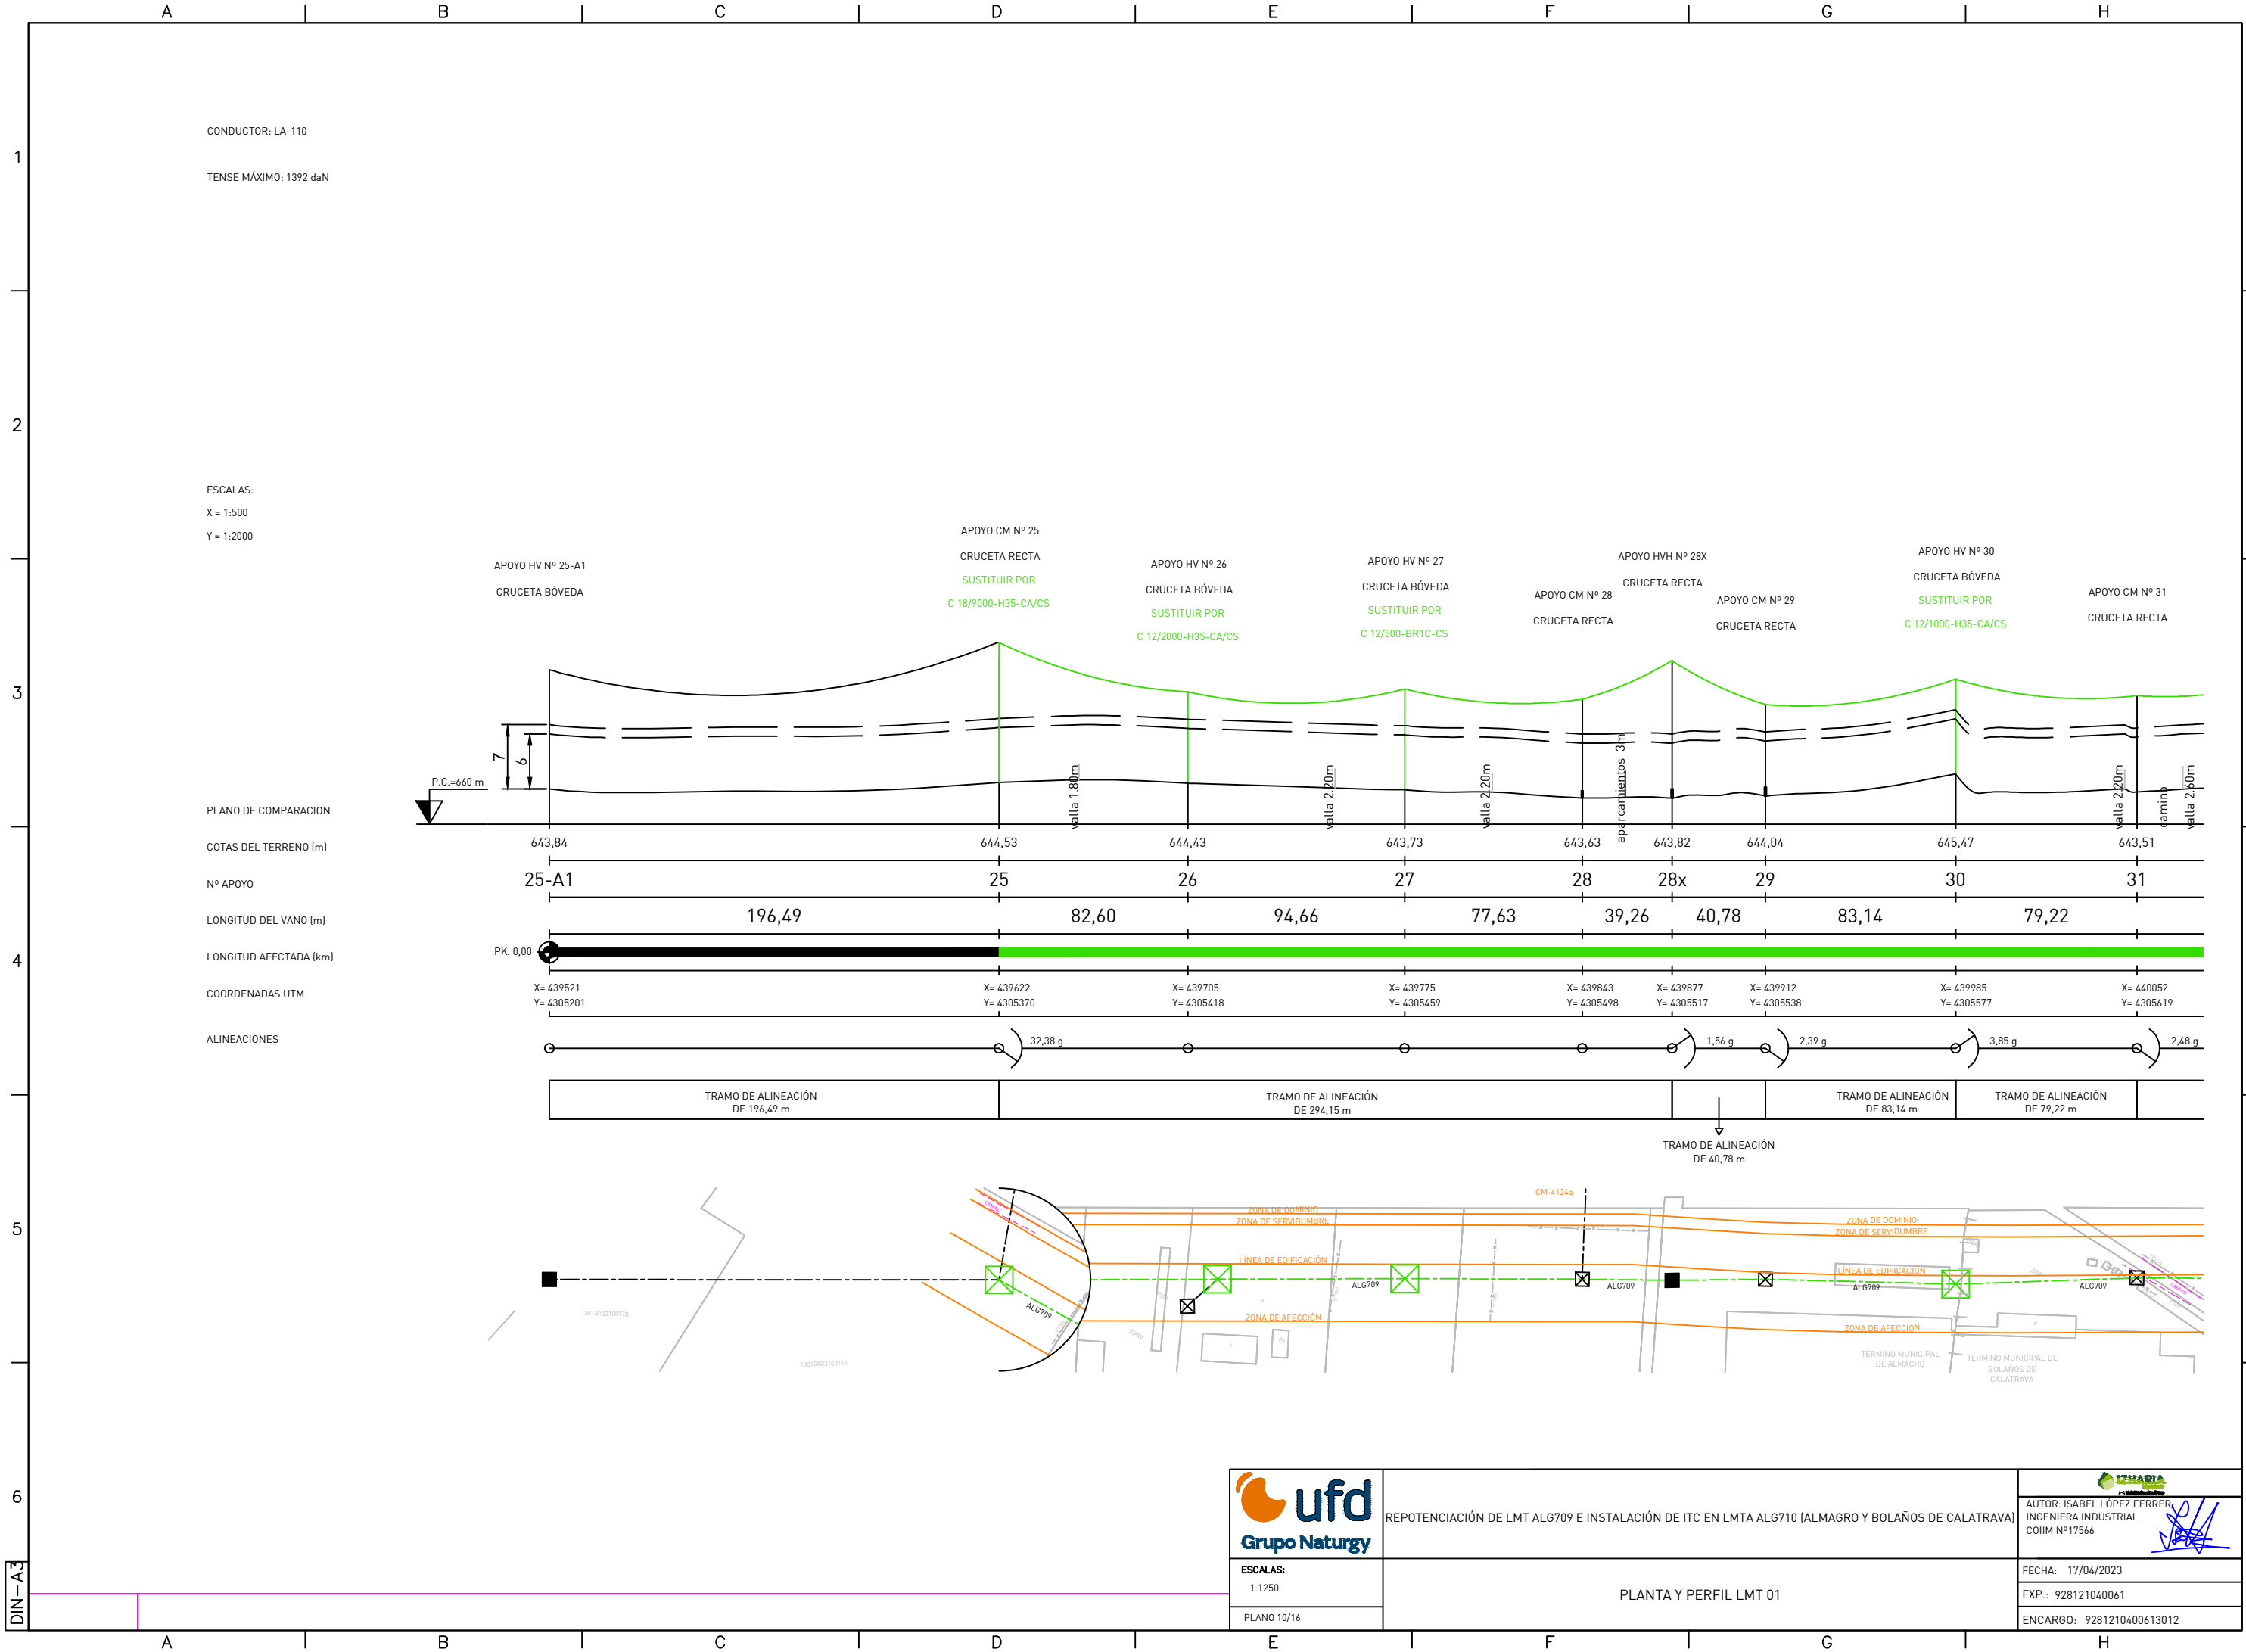 A B C D E F G H
1
2
3
4
5
6
CONDUCTOR: LA-110
TENSE MÁXIMO: 1392 daN
ESCALAS:
X = 1:500
Y = 1:2000
APOYO HV Nº 25-A1
CRUCETA BÓVEDA
APOYO CM Nº 25
CRUCETA RECTA
SUSTITUIR POR
C 18/9000-H35-CA/CS
APOYO HV Nº 26
CRUCETA BÓVEDA
SUSTITUIR POR
C 12/2000-H35-CA/CS
APOYO HV Nº 27
CRUCETA BÓVEDA
SUSTITUIR POR
C 12/500-BR1C-CS
APOYO CM Nº 28
CRUCETA RECTA
APOYO HVH Nº 28X
CRUCETA RECTA
APOYO CM Nº 29
CRUCETA RECTA
APOYO HV Nº 30
CRUCETA BÓVEDA
SUSTITUIR POR
C 12/1000-H35-CA/CS
APOYO CM Nº 31
CRUCETA RECTA
7
6
P.C.=660 m
valla 1.80m
valla 2.20m
valla 2.20m
aparcamientos 3m
valla 2.20m
camino
valla 2.60m
PLANO DE COMPARACION
COTAS DEL TERRENO (m)
643,84 644,53 644,43 643,73 643,63 643,82 644,04 645,47 643,51
Nº APOYO
25-A1 25 26 27 28 28x 29 30 31
LONGITUD DEL VANO (m)
196,49 82,60 94,66 77,63 39,26 40,78 83,14 79,22
LONGITUD AFECTADA (km)
PK. 0,00
COORDENADAS UTM
X= 439521 X= 439622 X= 439705 X= 439775 X= 439843 X= 439877 X= 439912 X= 439985 X= 440052
Y= 4305201 Y= 4305370 Y= 4305418 Y= 4305459 Y= 4305498 Y= 4305517 Y= 4305538 Y= 4305577 Y= 4305619
ALINEACIONES
32,38 g 1,56 g 2,39 g 3,85 g 2,48 g
TRAMO DE ALINEACIÓN
DE 196,49 m
TRAMO DE ALINEACIÓN
DE 294,15 m
TRAMO DE ALINEACIÓN
DE 40,78 m
TRAMO DE ALINEACIÓN
DE 83,14 m
TRAMO DE ALINEACIÓN
DE 79,22 m
CM-4124a
ZONA DE DOMINIO
ZONA DE SERVIDUMBRE
LÍNEA DE EDIFICACIÓN
ZONA DE AFECCIÓN
ZONA DE DOMINIO
ZONA DE SERVIDUMBRE
LÍNEA DE EDIFICACIÓN
ZONA DE AFECCIÓN
ALG709
ALG709
ALG709
ALG709
ALG709
TÉRMINO MUNICIPAL
DE ALMAGRO
TÉRMINO MUNICIPAL DE
BOLAÑOS DE
CALATRAVA
ufd
Grupo Naturgy
REPOTENCIACIÓN DE LMT ALG709 E INSTALACIÓN DE ITC EN LMTA ALG710 (ALMAGRO Y BOLAÑOS DE CALATRAVA)
IZHARIA
AUTOR: ISABEL LÓPEZ FERRER
INGENIERA INDUSTRIAL
COIIM Nº17566
ESCALAS:
1:1250
PLANO 10/16
PLANTA Y PERFIL LMT 01
FECHA: 17/04/2023
EXP.: 928121040061
ENCARGO: 9281210400613012
DIN-A3
A B C D E F G H